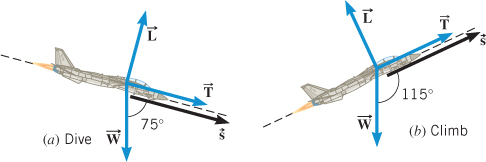 L⃗
T⃗
75°
W⃗
s⃗
(a) Dive
L⃗
T⃗
s⃗
115°
W⃗
(b) Climb